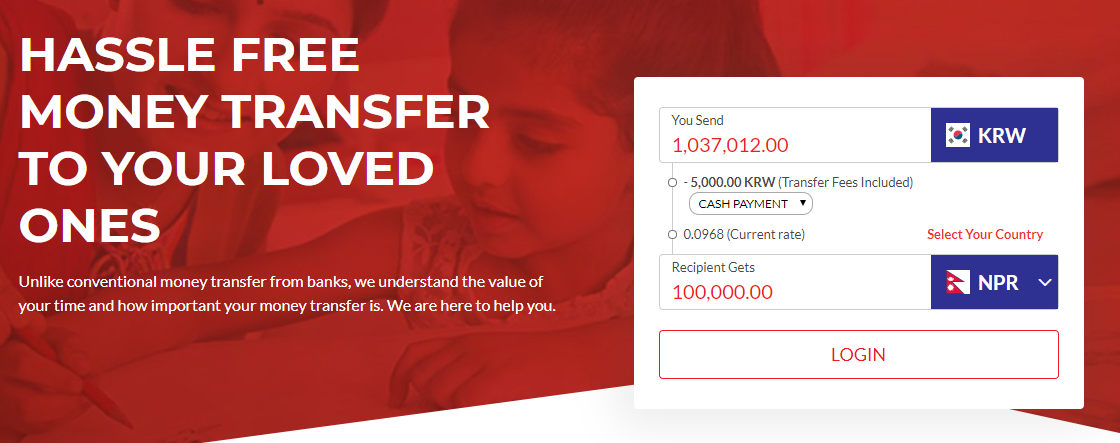 HASSLE FREE
MONEY TRANSFER
TO YOUR LOVED
ONES
Unlike conventional money transfer from banks, we understand the value of
your time and how important your money transfer is. We are here to help you.
You Send
1,037,012.00 KRW
- 5,000.00 KRW (Transfer Fees Included)
CASH PAYMENT
0.0968 (Current rate) Select Your Country
Recipient Gets
100,000.00 NPR
LOGIN